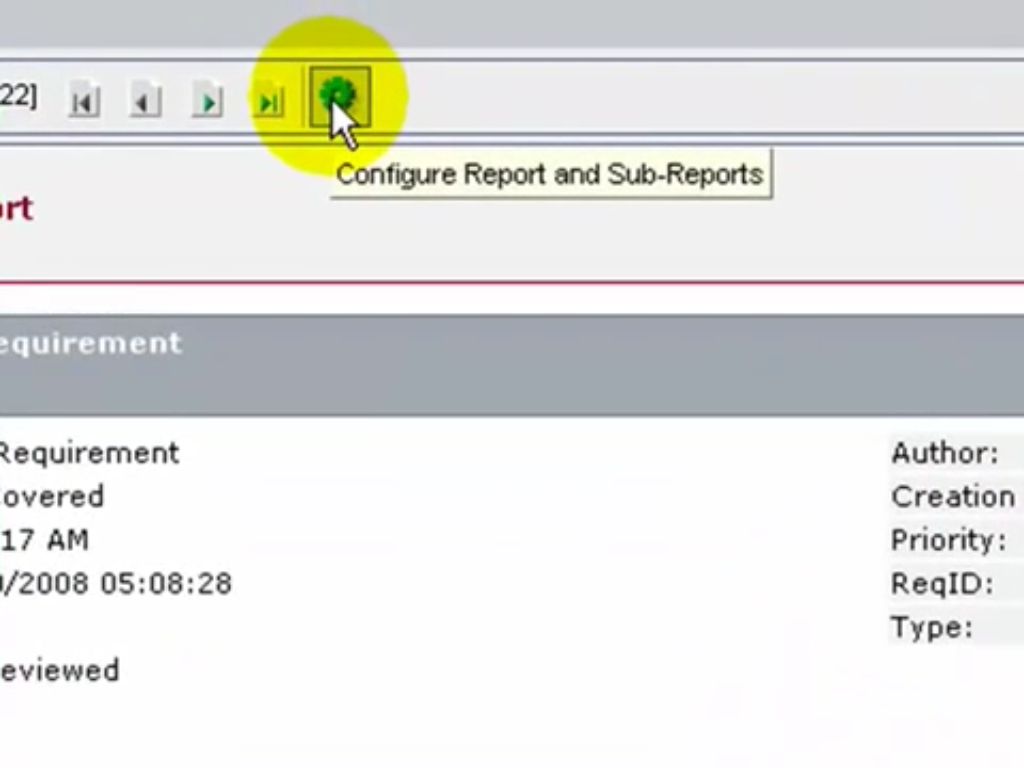 22]
Configure Report and Sub-Reports
ort
equirement
Requirement
Author:
overed
Creation
17 AM
Priority:
/2008 05:08:28
ReqID:
Type:
eviewed